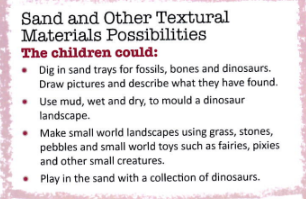 Sand and Other Textural
Materials Possibilities
The children could:
• Dig in sand trays for fossils, bones and dinosaurs.
Draw pictures and describe what they have found.
• Use mud, wet and dry, to mould a dinosaur
landscape.
• Make small world landscapes using grass, stones,
pebbles and small world toys such as fairies, pixies
and other small creatures.
• Play in the sand with a collection of dinosaurs.